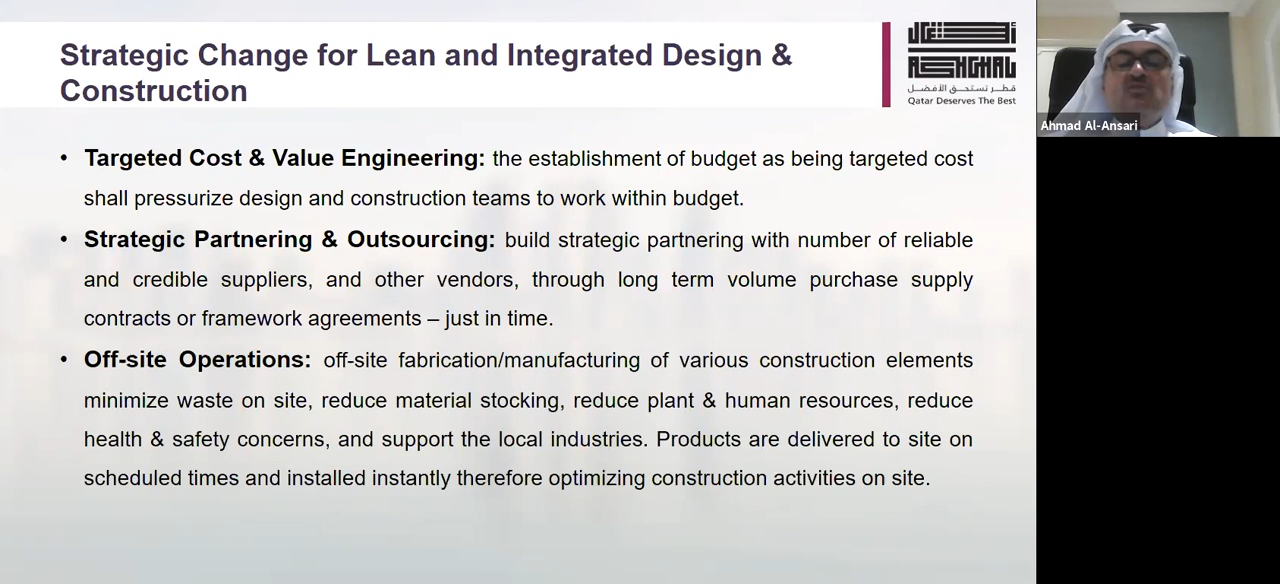 Strategic Change for Lean and Integrated Design &
Construction
أشغال
ASHGHAL
قطر تستحق الأفضل
Qatar Deserves The Best
Ahmad Al-Ansari
• Targeted Cost & Value Engineering: the establishment of budget as being targeted cost
shall pressurize design and construction teams to work within budget.
• Strategic Partnering & Outsourcing: build strategic partnering with number of reliable
and credible suppliers, and other vendors, through long term volume purchase supply
contracts or framework agreements – just in time.
• Off-site Operations: off-site fabrication/manufacturing of various construction elements
minimize waste on site, reduce material stocking, reduce plant & human resources, reduce
health & safety concerns, and support the local industries. Products are delivered to site on
scheduled times and installed instantly therefore optimizing construction activities on site.